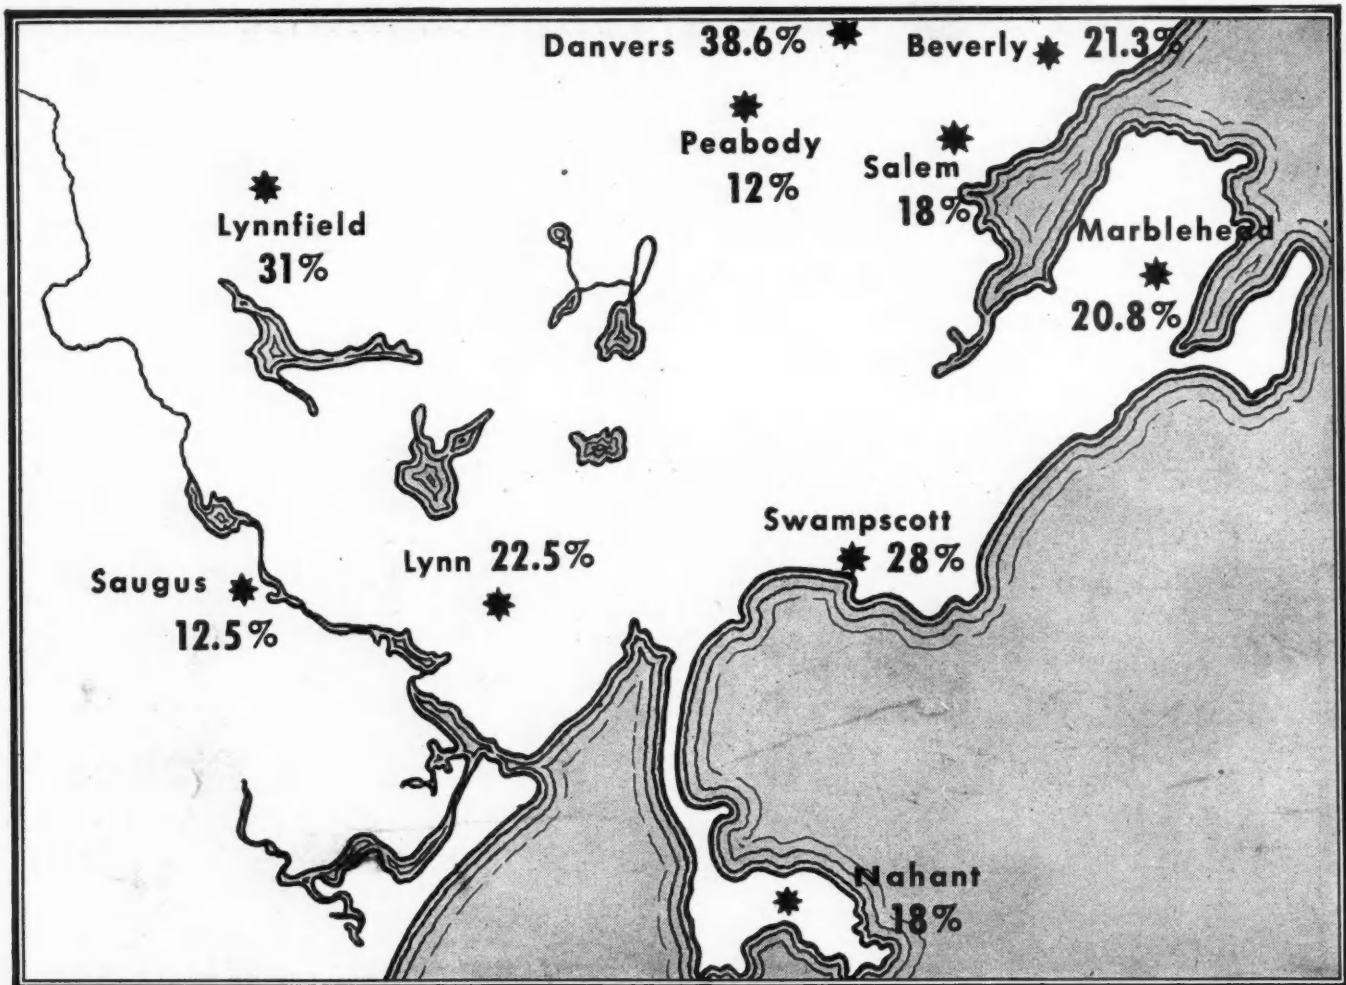 Danvers 38.6%
Beverly 21.3%
Peabody
12%
Salem
18%
Lynnfield
31%
Marblehead
20.8%
Swampscott
28%
Lynn 22.5%
Saugus
12.5%
Nahant
18%